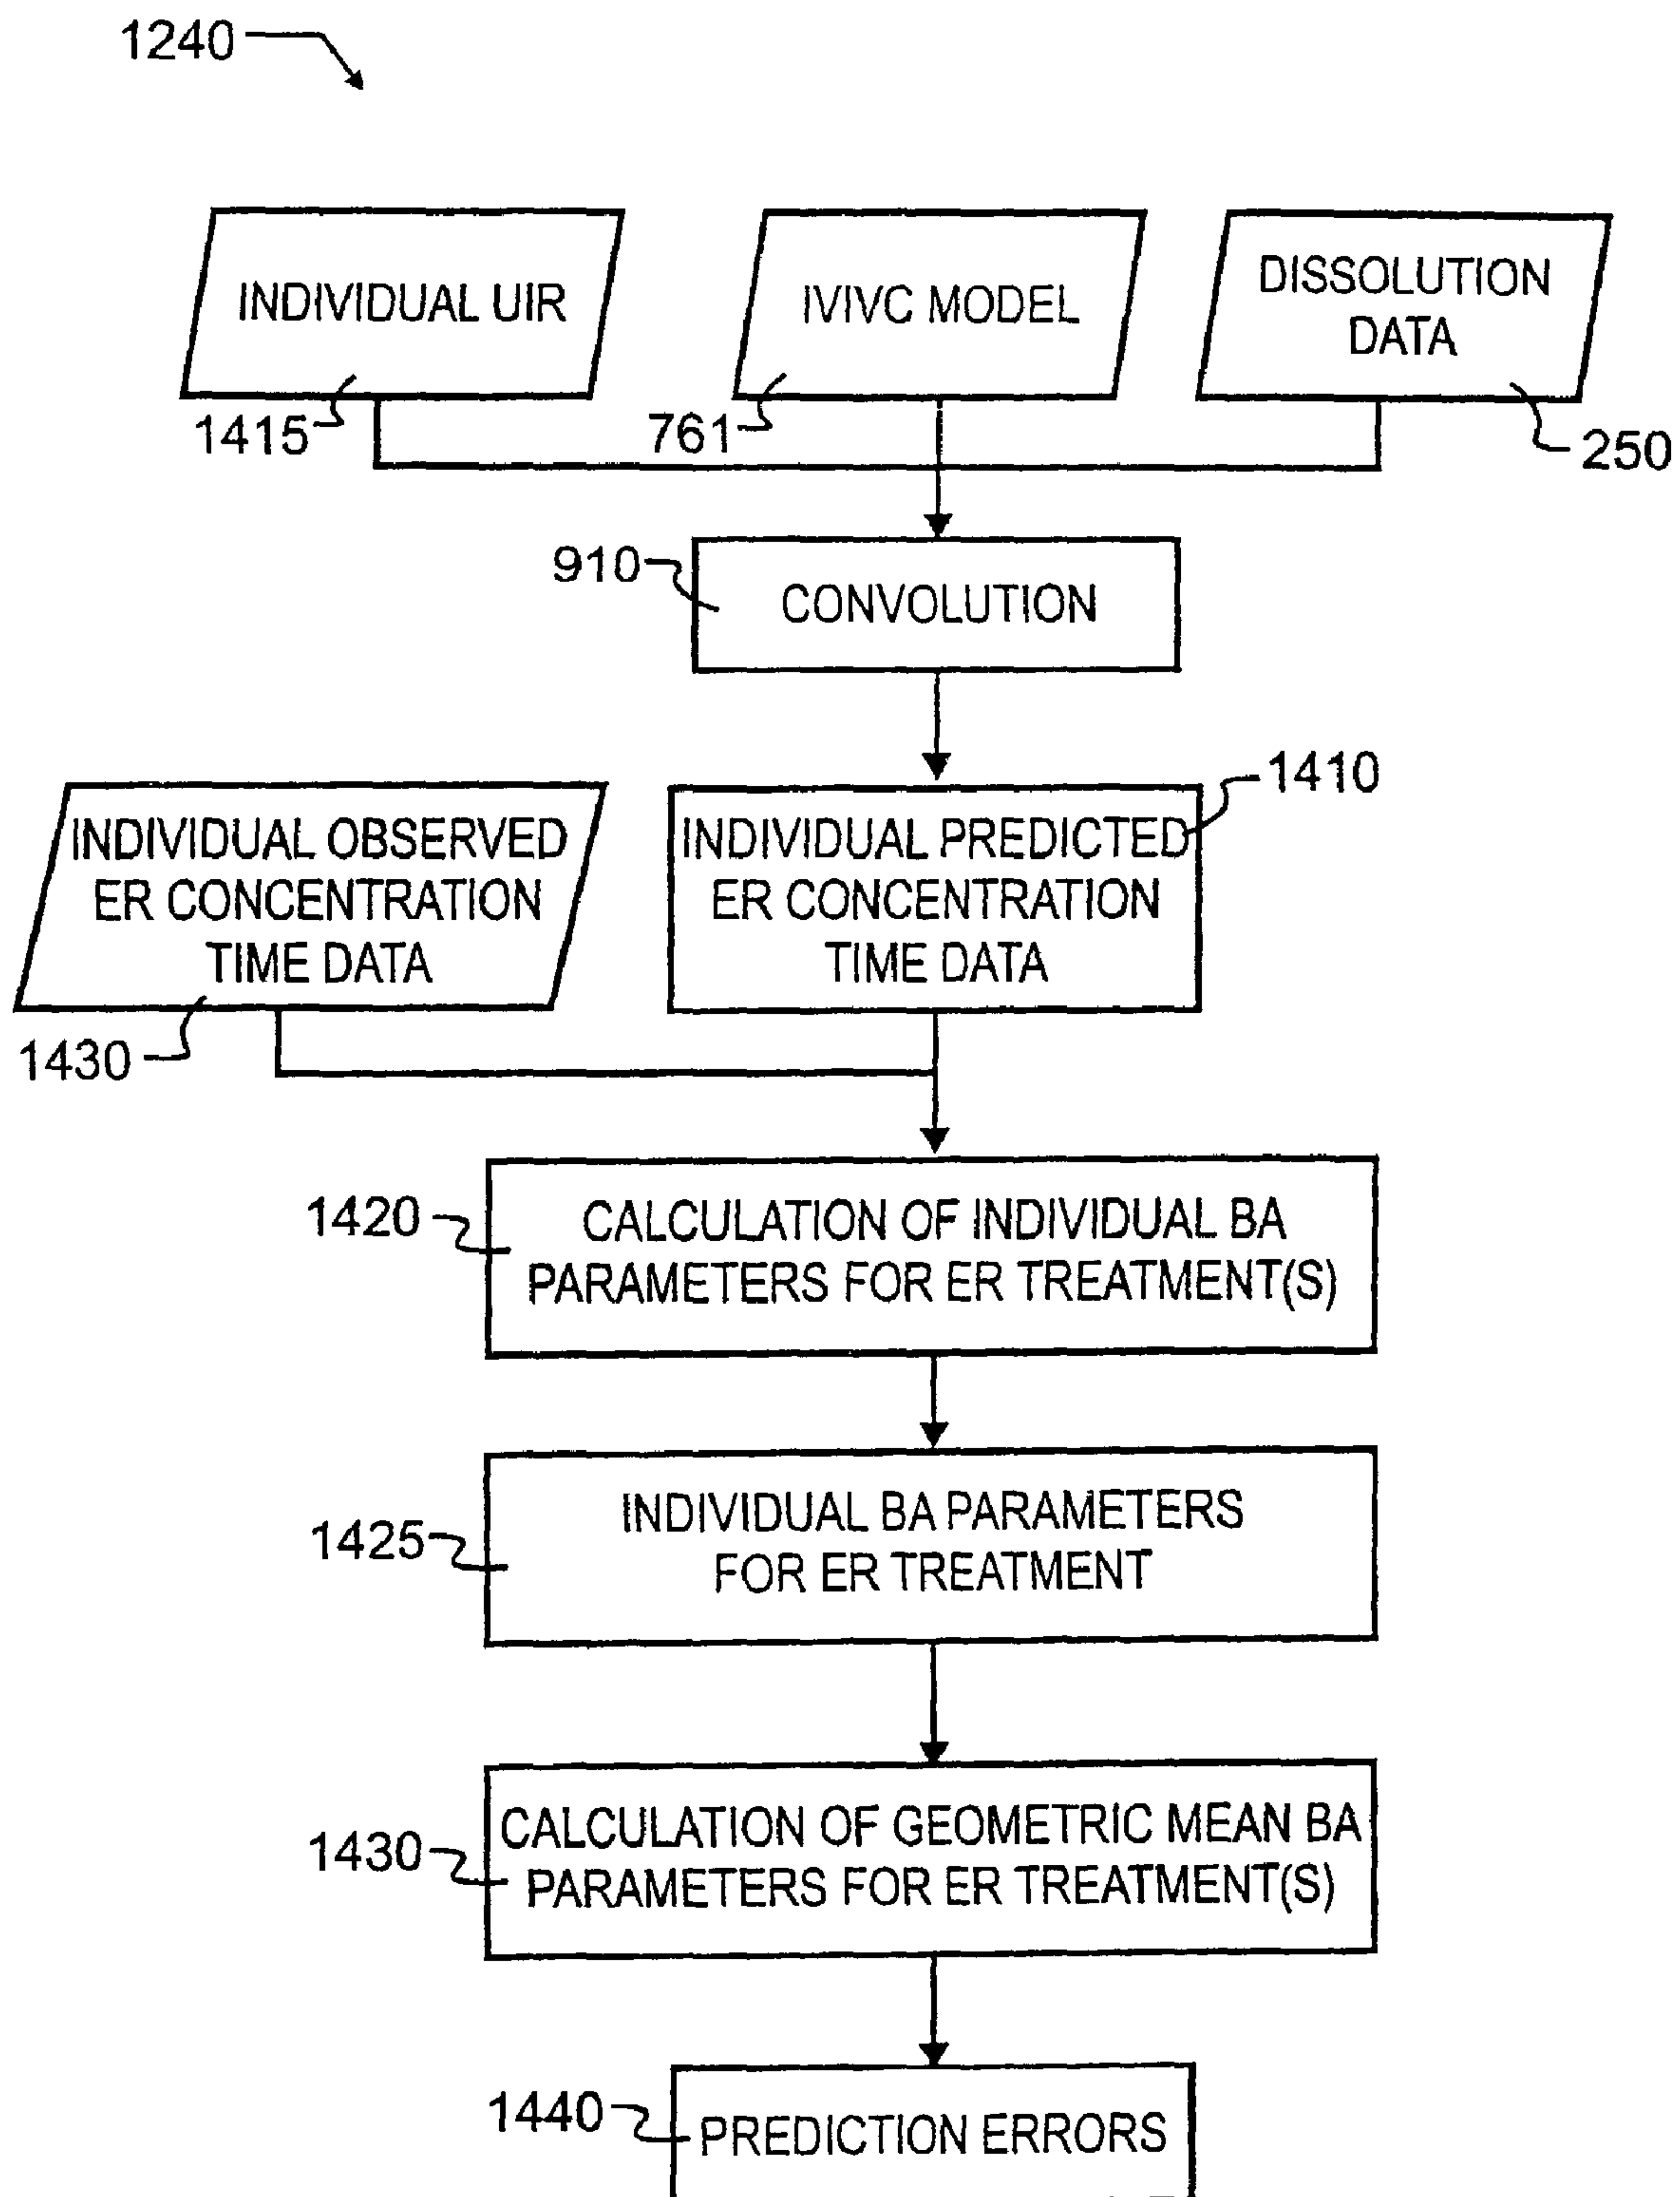 1240
INDIVIDUAL UIR
1415
IVIVC MODEL
761
DISSOLUTION
DATA
250
910
CONVOLUTION
INDIVIDUAL OBSERVED
ER CONCENTRATION
TIME DATA
1430
INDIVIDUAL PREDICTED
ER CONCENTRATION
TIME DATA
1410
1420
CALCULATION OF INDIVIDUAL BA
PARAMETERS FOR ER TREATMENT(S)
1425
INDIVIDUAL BA PARAMETERS
FOR ER TREATMENT
1430
CALCULATION OF GEOMETRIC MEAN BA
PARAMETERS FOR ER TREATMENT(S)
1440
PREDICTION ERRORS